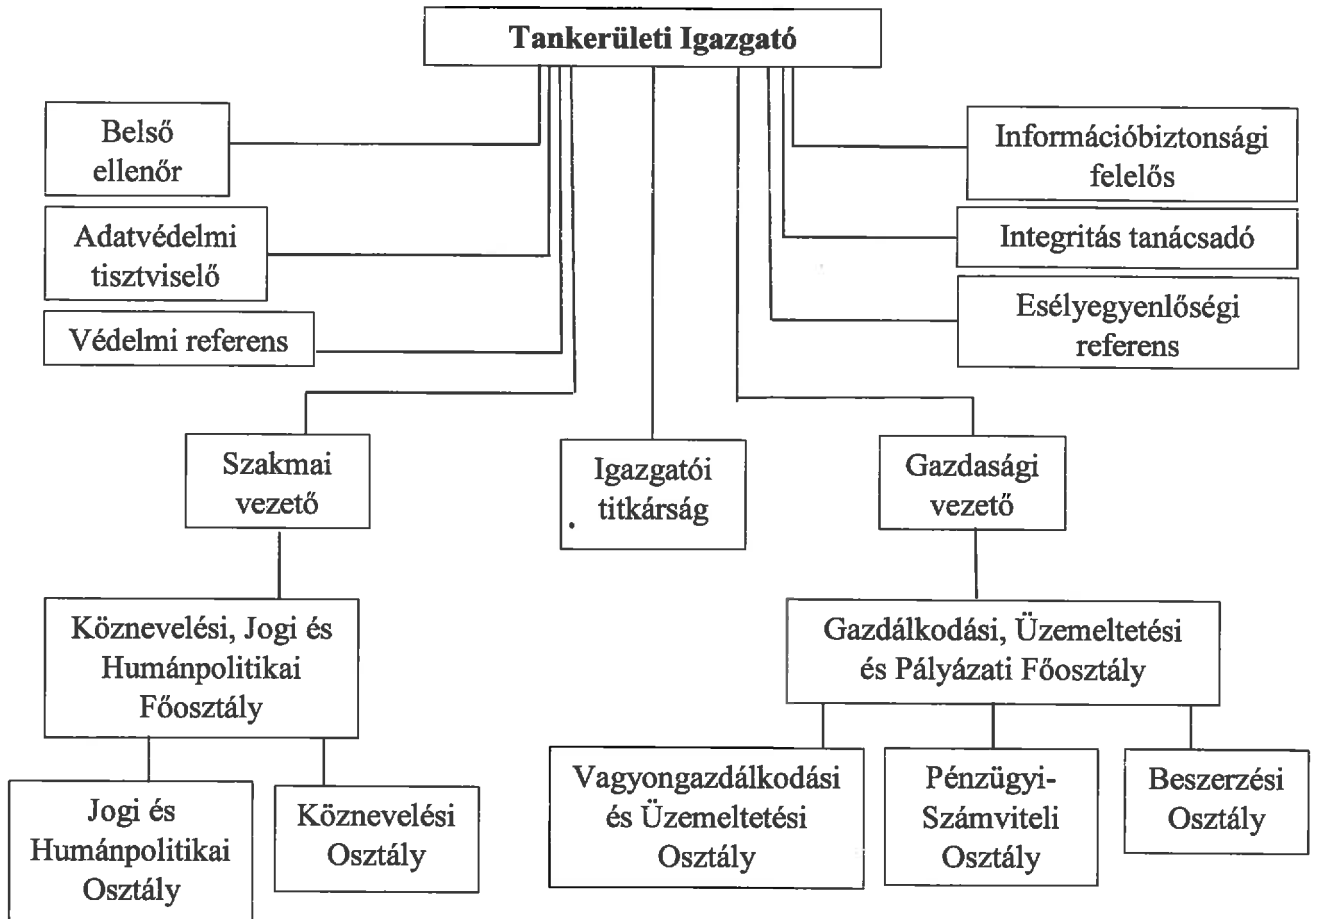 Tankerületi Igazgató
Belső
ellenőr
Adatvédelmi
tisztviselő
Védelmi referens
Információbiztonsági
felelős
Integritás tanácsadó
Esélyegyenlőségi
referens
Szakmai
vezető
Igazgatói
titkárság
Gazdasági
vezető
Köznevelési, Jogi és
Humánpolitikai
Főosztály
Gazdálkodási, Üzemeltetési
és Pályázati Főosztály
Jogi és
Humánpolitikai
Osztály
Köznevelési
Osztály
Vagyongazdálkodási
és Üzemeltetési
Osztály
Pénzügyi-
Számviteli
Osztály
Beszerzési
Osztály